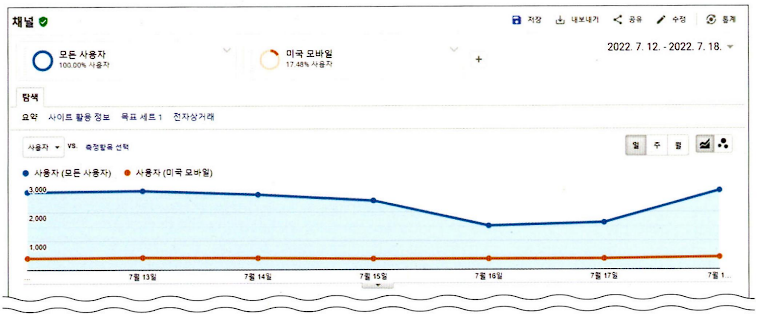 채널
저장 내보내기 공유 수정 통계
모든 사용자
100.00% 사용자
미국 모바일
17.48% 사용자
+
2022. 7. 12. - 2022. 7. 18.
탐색
요약 사이트 활용 정보 목표 세트 1 전자상거래
사용자 vs. 측정항목 선택
일 주 월
사용자 (모든 사용자) 사용자 (미국 모바일)
3,000
2,000
1,000
... 7월 13일 7월 14일 7월 15일 7월 16일 7월 17일 7월 1...